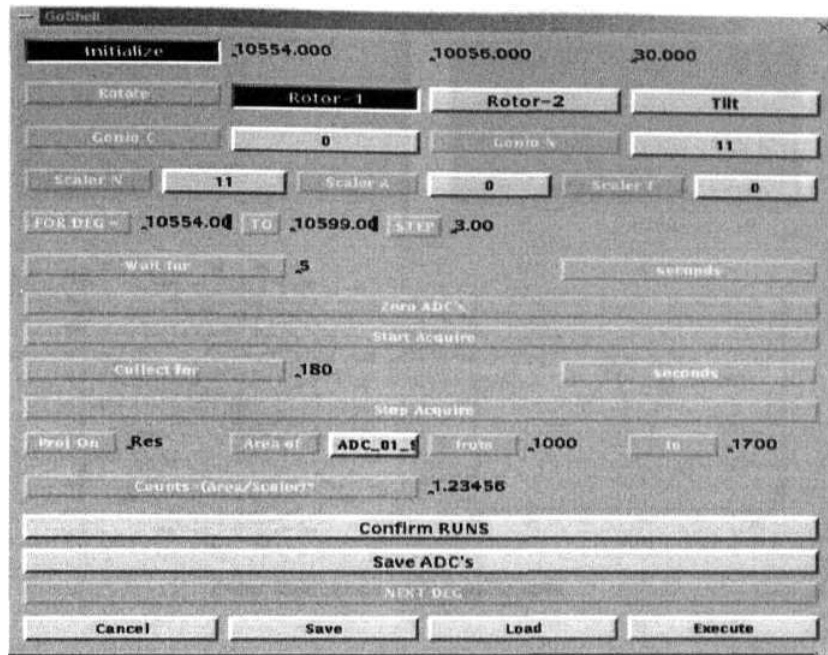 GoShell
Initialize 10554.000 10056.000 30.000
Rotate Rotor-1 Rotor-2 Tilt
Gonio C 0 Gonio N 11
Scaler N 11 Scaler A 0 Scaler T 0
FOR DEG = 10554.00 TO 10599.00 STEP 3.00
Wait for 5 seconds
Zero ADC's
Start Acquire
Collect for 180 seconds
Stop Acquire
Proj On Res Area of ADC_01_S from 1000 to 1700
Counts (Area/Scaler)* 1.23456
Confirm RUNS
Save ADC's
NEXT DEG
Cancel Save Load Execute